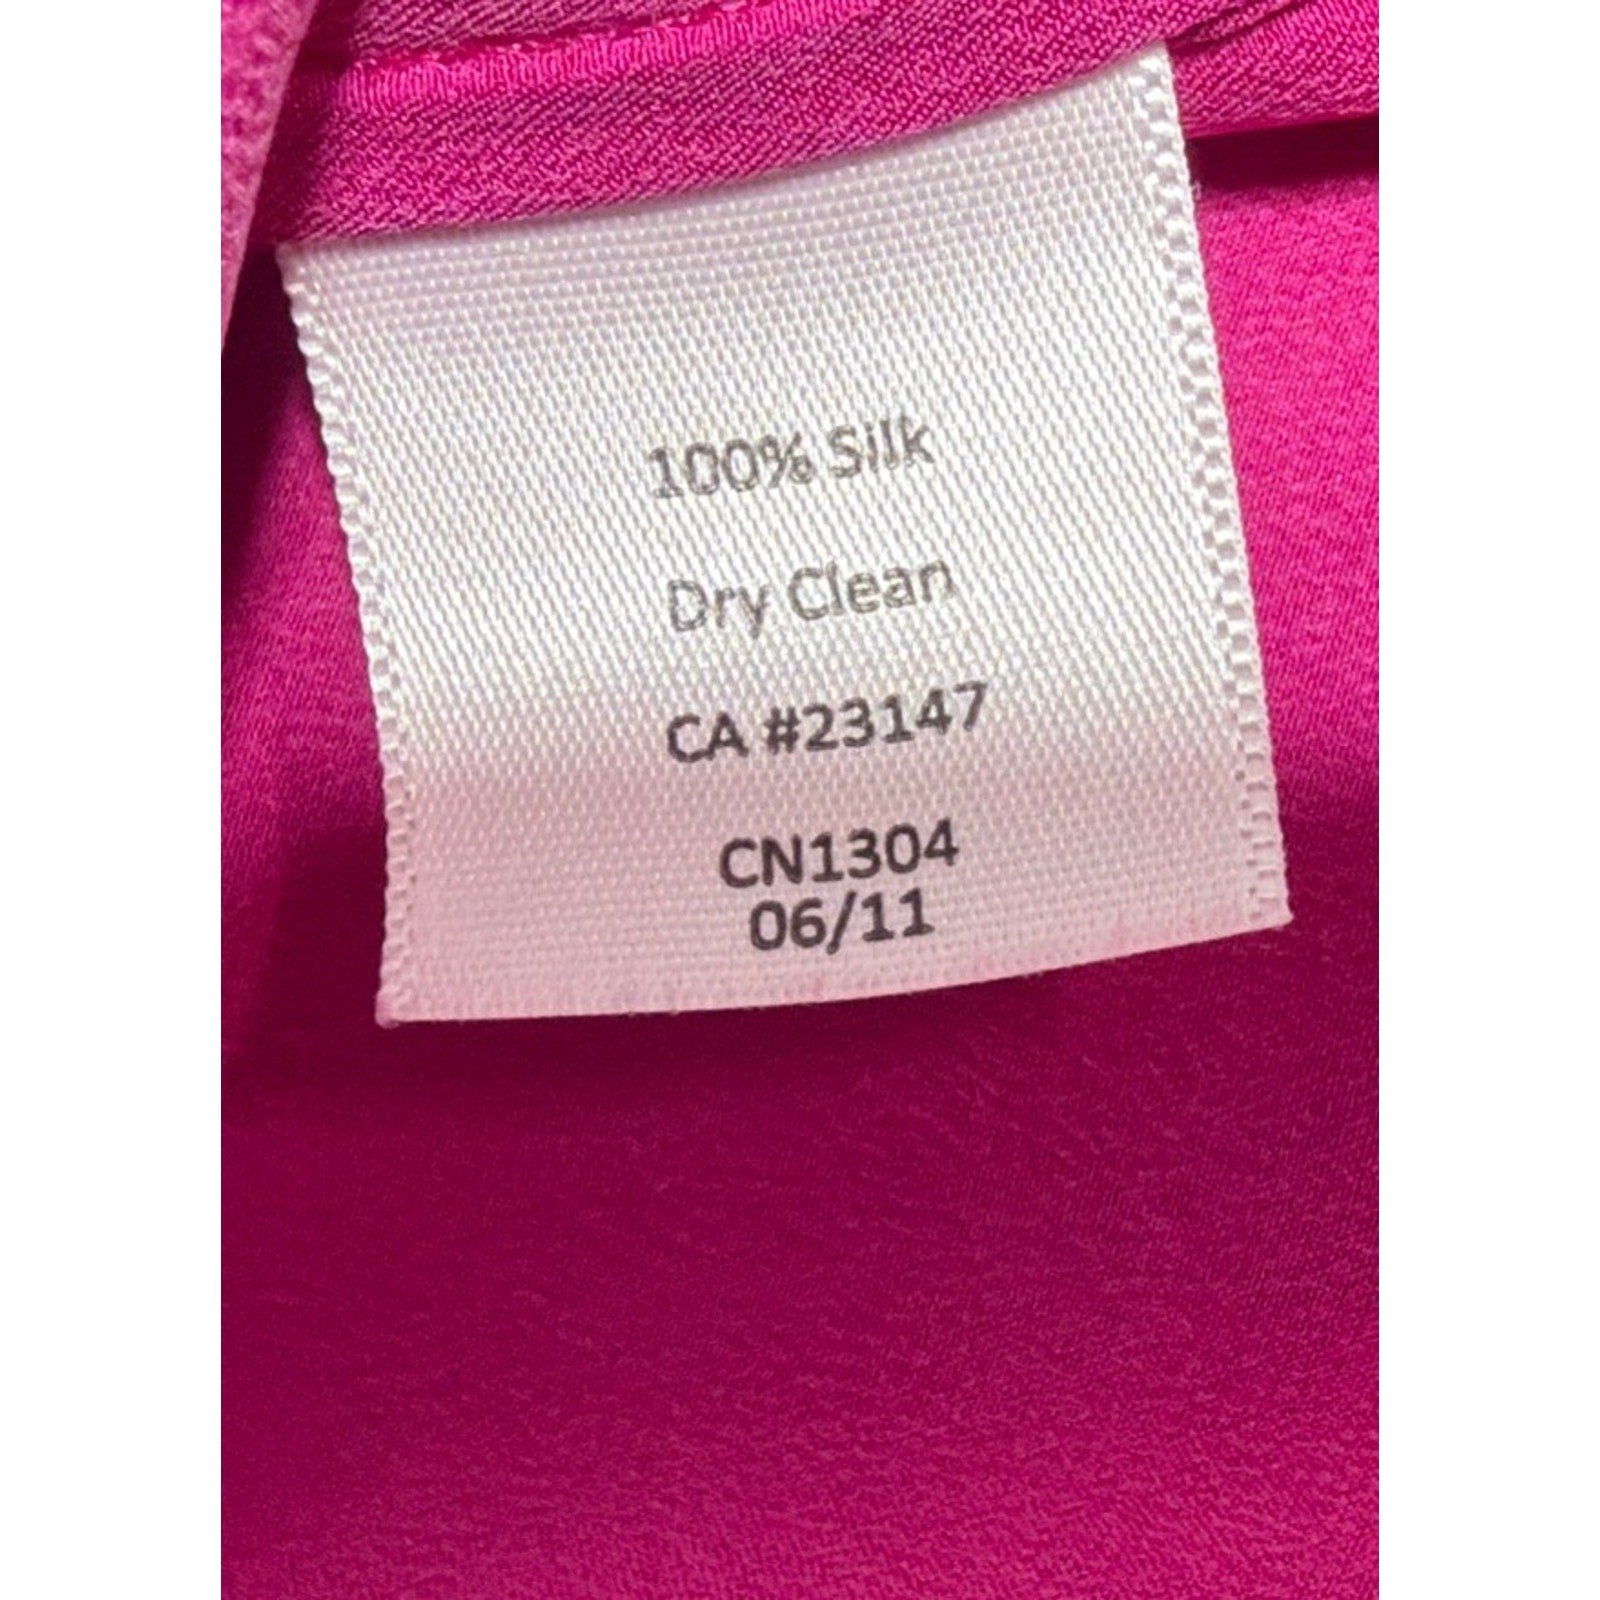 100% Silk
Dry Clean
CA #23147
CN1304
06/11